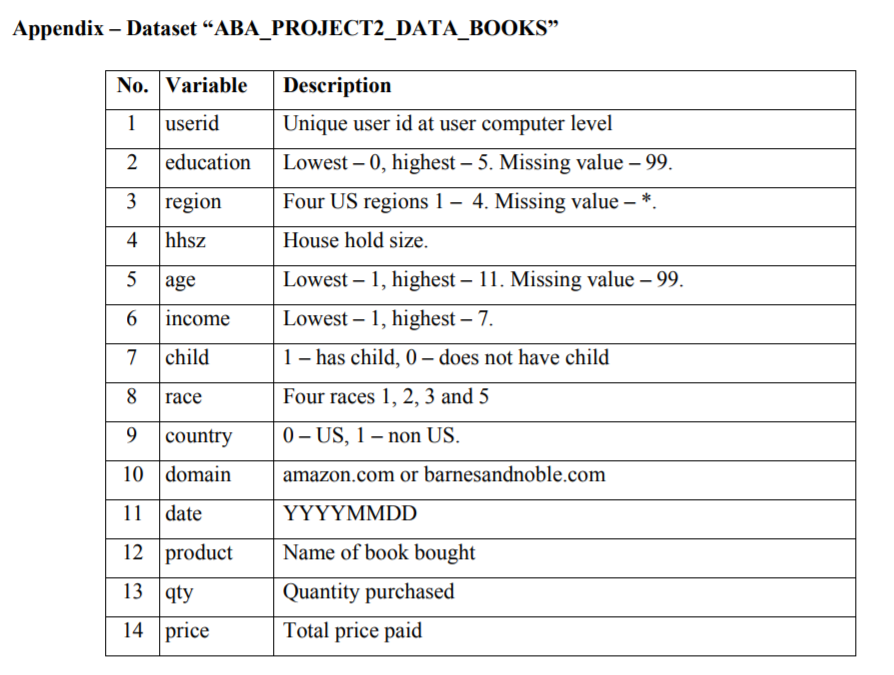 Appendix – Dataset “ABA_PROJECT2_DATA_BOOKS”
No. Variable Description
1 userid Unique user id at user computer level
2 education Lowest – 0, highest – 5. Missing value – 99.
3 region Four US regions 1 – 4. Missing value – *.
4 hhsz House hold size.
5 age Lowest – 1, highest – 11. Missing value – 99.
6 income Lowest – 1, highest – 7.
7 child 1 – has child, 0 – does not have child
8 race Four races 1, 2, 3 and 5
9 country 0 – US, 1 – non US.
10 domain amazon.com or barnesandnoble.com
11 date YYYYMMDD
12 product Name of book bought
13 qty Quantity purchased
14 price Total price paid